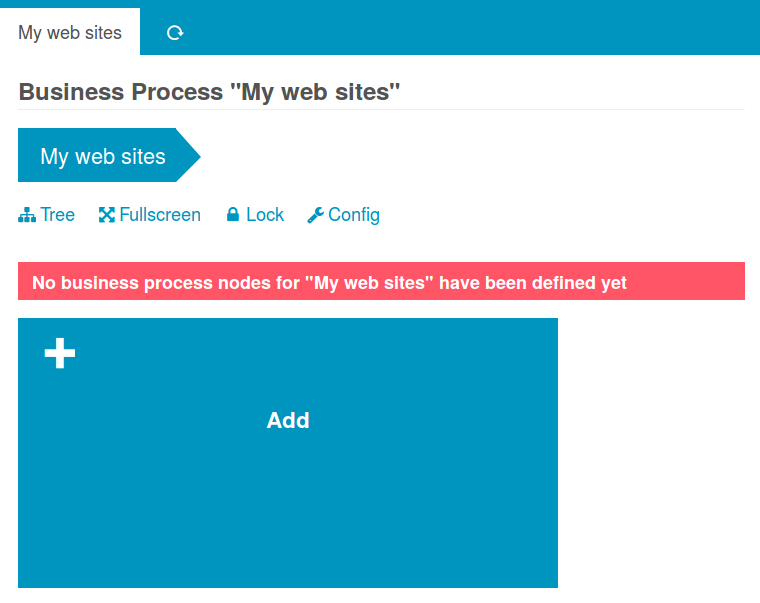 My web sites
Business Process "My web sites"
My web sites
Tree Fullscreen Lock Config
No business process nodes for "My web sites" have been defined yet
Add